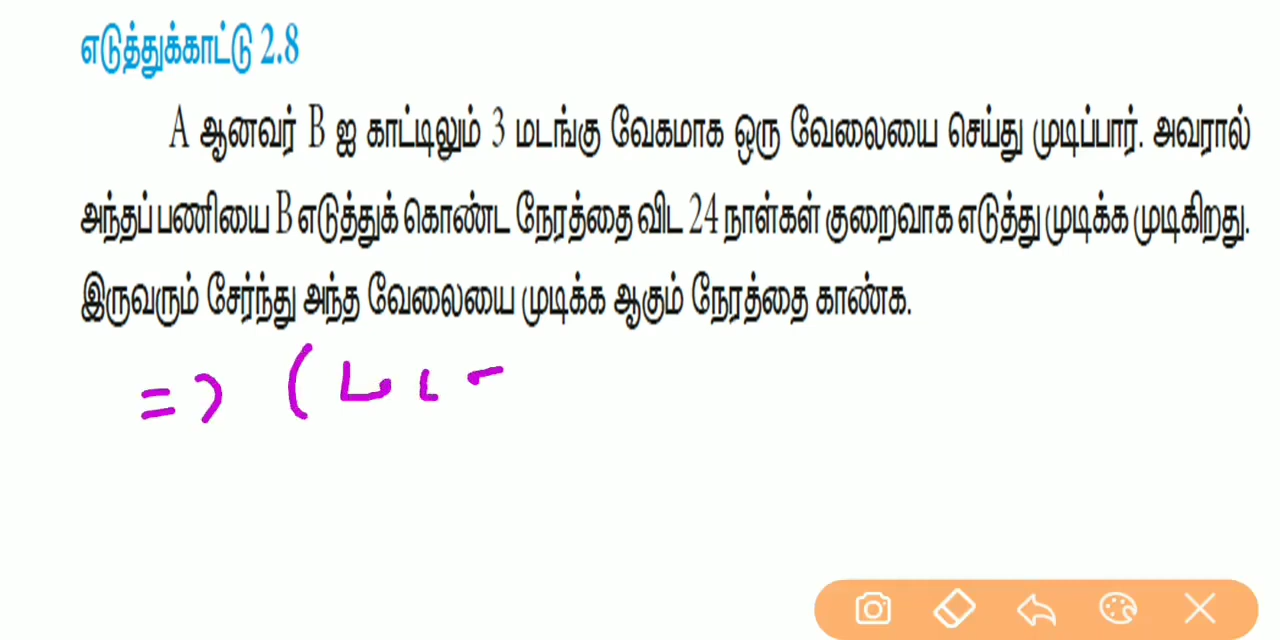 எடுத்துக்காட்டு 2.8
A ஆனவர் B ஐ காட்டிலும் 3 மடங்கு வேகமாக ஒரு வேலையை செய்து முடிப்பார். அவரால்
அந்தப் பணியை B எடுத்துக் கொண்ட நேரத்தை விட 24 நாள்கள் குறைவாக எடுத்து முடிக்க முடிகிறது.
இருவரும் சேர்ந்து அந்த வேலையை முடிக்க ஆகும் நேரத்தை காண்க.
=> (